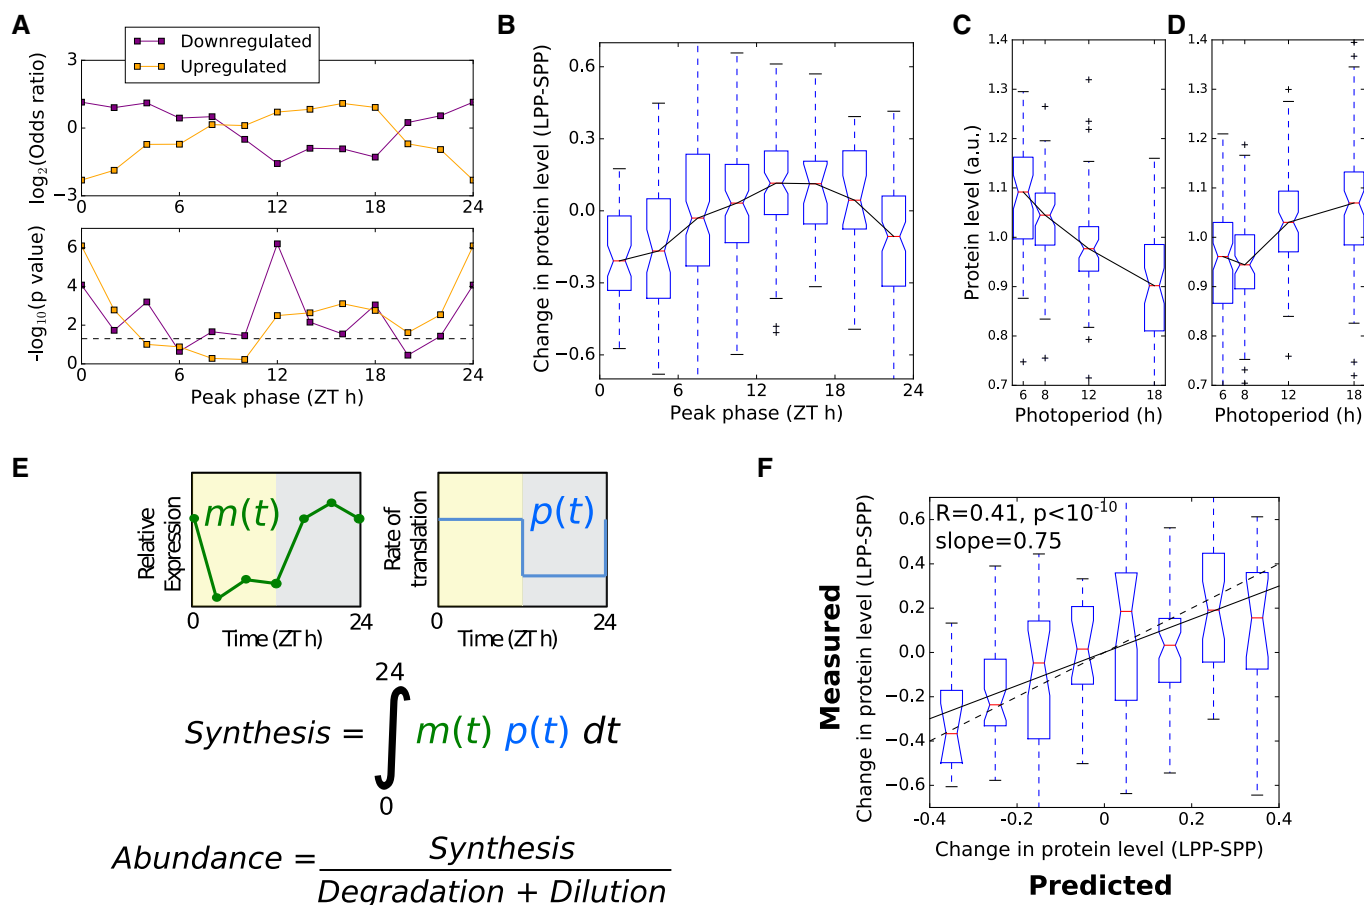 A
Downregulated
Upregulated
log2(Odds ratio)
3
0
−3
0 6 12 18 24
-log10(p value)
6
4
2
0
0 6 12 18 24
Peak phase (ZT h)
B
Change in protein level (LPP-SPP)
0.6
0.3
0.0
−0.3
−0.6
0 6 12 18 24
Peak phase (ZT h)
C
Protein level (a.u.)
1.4
1.3
1.2
1.1
1.0
0.9
0.8
0.7
6 8 12 18
Photoperiod (h)
D
1.4
1.3
1.2
1.1
1.0
0.9
0.8
0.7
6 8 12 18
Photoperiod (h)
E
Relative
Expression
m(t)
0 24
Time (ZT h)
Rate of
translation
p(t)
0 24
Time (ZT h)
24
Synthesis = ∫ m(t) p(t) dt
0
Abundance = Synthesis
Degradation + Dilution
F
R=0.41, p<10-10
slope=0.75
Measured
Change in protein level (LPP-SPP)
0.6
0.4
0.2
0.0
−0.2
−0.4
−0.6
-0.4 -0.2 0 0.2 0.4
Change in protein level (LPP-SPP)
Predicted